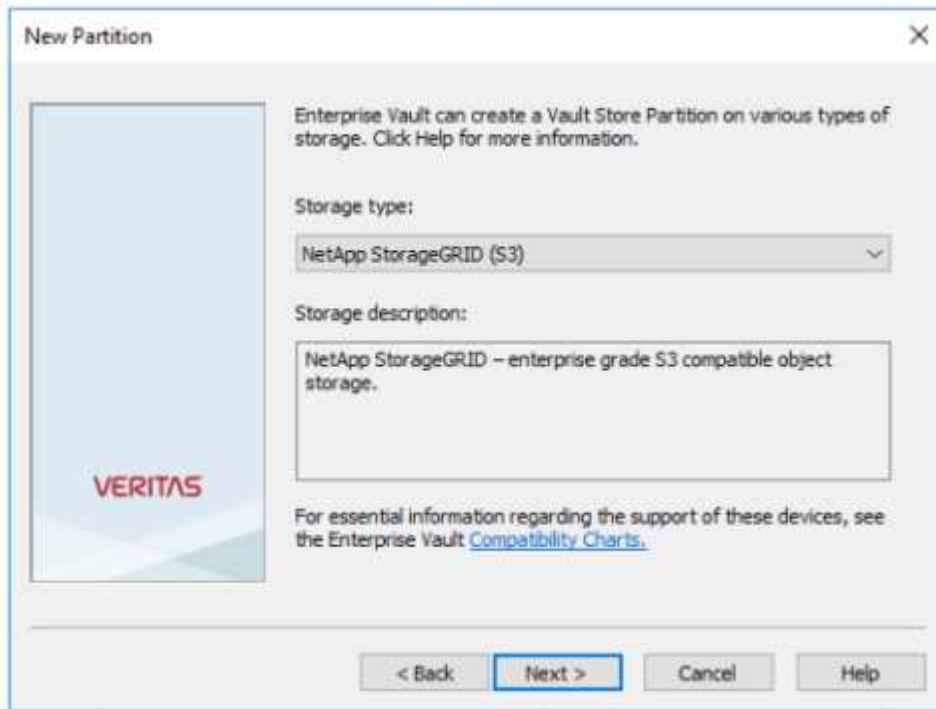 New Partition
Enterprise Vault can create a Vault Store Partition on various types of
storage. Click Help for more information.
Storage type:
NetApp StorageGRID (S3)
Storage description:
NetApp StorageGRID – enterprise grade S3 compatible object
storage.
VERITAS
For essential information regarding the support of these devices, see
the Enterprise Vault Compatibility Charts.
< Back
Next >
Cancel
Help